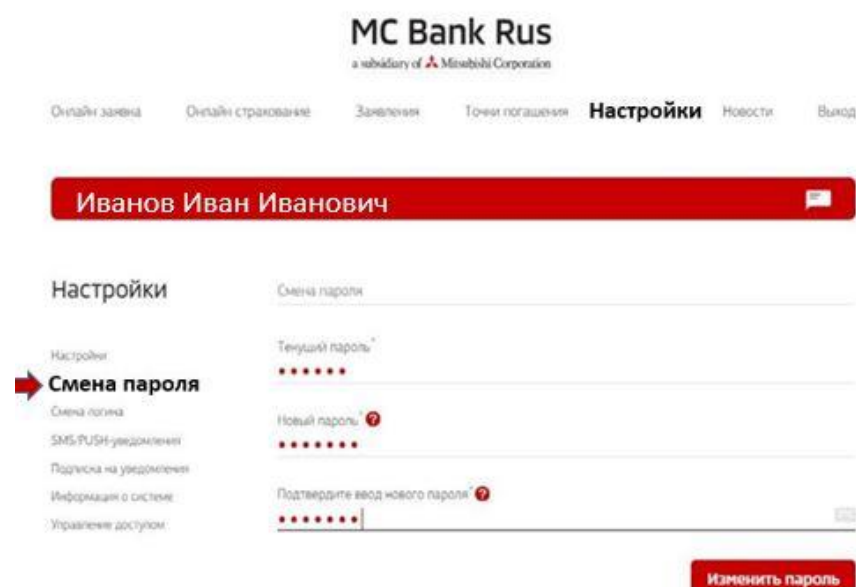 MC Bank Rus
a subsidiary of Mitsubishi Corporation
Онлайн заявка Онлайн страхование Заявления Точки погашения Настройки Новости Выход
Иванов Иван Иванович
Настройки
Смена пароля
Настройки
Смена пароля
Смена логина
SMS/PUSH-уведомления
Подписка на уведомления
Информация о системе
Управление доступом
Текущий пароль*
••••••
Новый пароль* ?
•••••••
Подтвердите ввод нового пароля* ?
•••••••
Изменить пароль